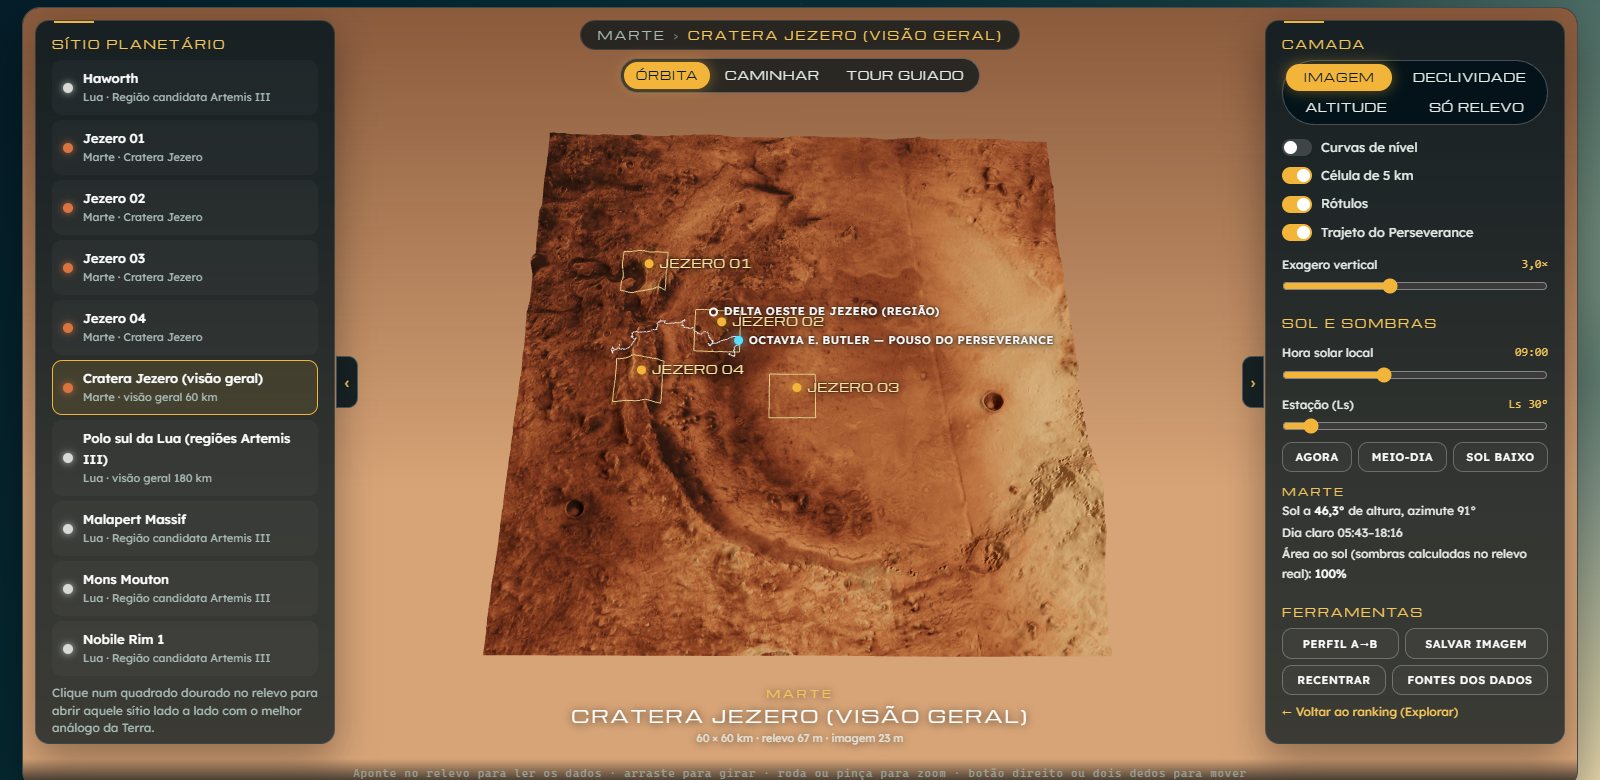 SÍTIO PLANETÁRIO
Haworth
Lua · Região candidata Artemis III
Jezero 01
Marte · Cratera Jezero
Jezero 02
Marte · Cratera Jezero
Jezero 03
Marte · Cratera Jezero
Jezero 04
Marte · Cratera Jezero
Cratera Jezero (visão geral)
Marte · visão geral 60 km
Polo sul da Lua (regiões Artemis
III)
Lua · visão geral 180 km
Malapert Massif
Lua · Região candidata Artemis III
Mons Mouton
Lua · Região candidata Artemis III
Nobile Rim 1
Lua · Região candidata Artemis III
Clique num quadrado dourado no relevo para
abrir aquele sítio lado a lado com o melhor
análogo da Terra.
‹
MARTE › CRATERA JEZERO (VISÃO GERAL)
ÓRBITA CAMINHAR TOUR GUIADO
JEZERO 01
DELTA OESTE DE JEZERO (REGIÃO)
JEZERO 02
OCTAVIA E. BUTLER — POUSO DO PERSEVERANCE
JEZERO 04
JEZERO 03
MARTE
CRATERA JEZERO (VISÃO GERAL)
60 × 60 km · relevo 67 m · imagem 23 m
Aponte no relevo para ler os dados · arraste para girar · roda ou pinça para zoom · botão direito ou dois dedos para mover
›
CAMADA
IMAGEM DECLIVIDADE
ALTITUDE SÓ RELEVO
Curvas de nível
Célula de 5 km
Rótulos
Trajeto do Perseverance
Exagero vertical 3,0×
SOL E SOMBRAS
Hora solar local 09:00
Estação (Ls) Ls 30°
AGORA MEIO-DIA SOL BAIXO
MARTE
Sol a 46,3° de altura, azimute 91°
Dia claro 05:43–18:16
Área ao sol (sombras calculadas no relevo
real): 100%
FERRAMENTAS
PERFIL A→B SALVAR IMAGEM
RECENTRAR FONTES DOS DADOS
← Voltar ao ranking (Explorar)